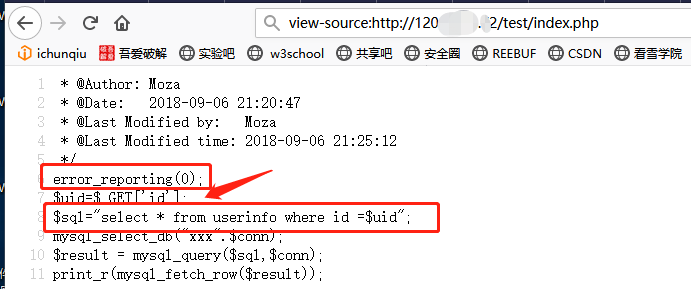 view-source:http://120 2/test/index.php
ichunqiu 吾爱破解 实验吧 w3school 共享吧 安全圈 REEBUF CSDN 看雪学院
1 * @Author: Moza
2 * @Date: 2018-09-06 21:20:47
3 * @Last Modified by: Moza
4 * @Last Modified time: 2018-09-06 21:25:12
5 */
6 error_reporting(0);
7 $uid=$_GET['id'];
8 $sql="select * from userinfo where id =$uid";
9 mysql_select_db("xxx".$conn);
10 $result = mysql_query($sql,$conn);
11 print_r(mysql_fetch_row($result));